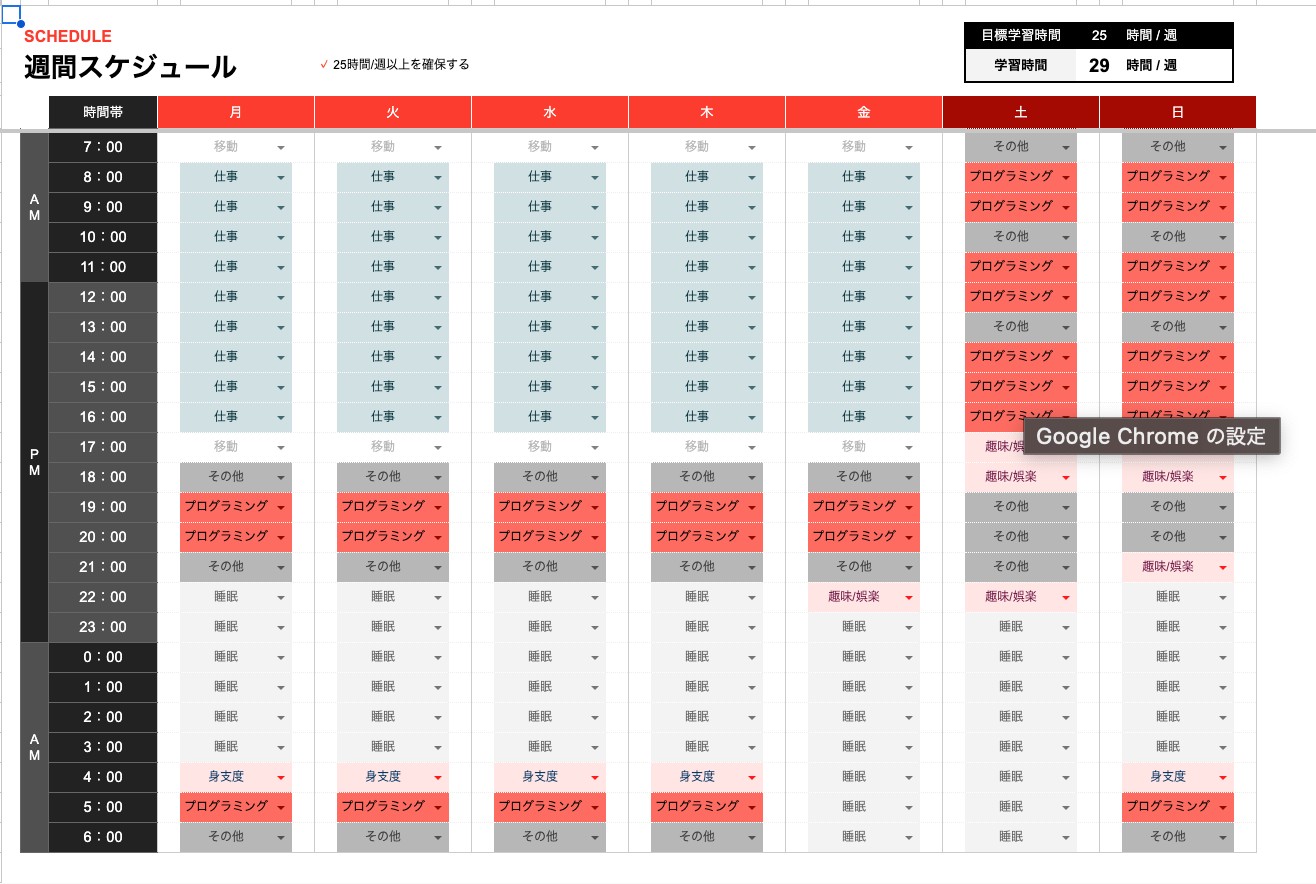 SCHEDULE
週間スケジュール
✓ 25時間/週以上を確保する
目標学習時間 25 時間 / 週
学習時間 29 時間 / 週
時間帯 月 火 水 木 金 土 日
AM
7：00 移動 移動 移動 移動 移動 その他 その他
8：00 仕事 仕事 仕事 仕事 仕事 プログラミング プログラミング
9：00 仕事 仕事 仕事 仕事 仕事 プログラミング プログラミング
10：00 仕事 仕事 仕事 仕事 仕事 その他 その他
11：00 仕事 仕事 仕事 仕事 仕事 プログラミング プログラミング
PM
12：00 仕事 仕事 仕事 仕事 仕事 プログラミング プログラミング
13：00 仕事 仕事 仕事 仕事 仕事 その他 その他
14：00 仕事 仕事 仕事 仕事 仕事 プログラミング プログラミング
15：00 仕事 仕事 仕事 仕事 仕事 プログラミング プログラミング
16：00 仕事 仕事 仕事 仕事 仕事 プログラミング プログラミング
Google Chrome の設定
17：00 移動 移動 移動 移動 移動 趣味/娯
18：00 その他 その他 その他 その他 その他 趣味/娯楽 趣味/娯楽
19：00 プログラミング プログラミング プログラミング プログラミング プログラミング その他 その他
20：00 プログラミング プログラミング プログラミング プログラミング プログラミング その他 その他
21：00 その他 その他 その他 その他 その他 その他 趣味/娯楽
22：00 睡眠 睡眠 睡眠 睡眠 趣味/娯楽 趣味/娯楽 睡眠
23：00 睡眠 睡眠 睡眠 睡眠 睡眠 睡眠 睡眠
AM
0：00 睡眠 睡眠 睡眠 睡眠 睡眠 睡眠 睡眠
1：00 睡眠 睡眠 睡眠 睡眠 睡眠 睡眠 睡眠
2：00 睡眠 睡眠 睡眠 睡眠 睡眠 睡眠 睡眠
3：00 睡眠 睡眠 睡眠 睡眠 睡眠 睡眠 睡眠
4：00 身支度 身支度 身支度 身支度 睡眠 睡眠 身支度
5：00 プログラミング プログラミング プログラミング プログラミング 睡眠 睡眠 プログラミング
6：00 その他 その他 その他 その他 睡眠 睡眠 その他